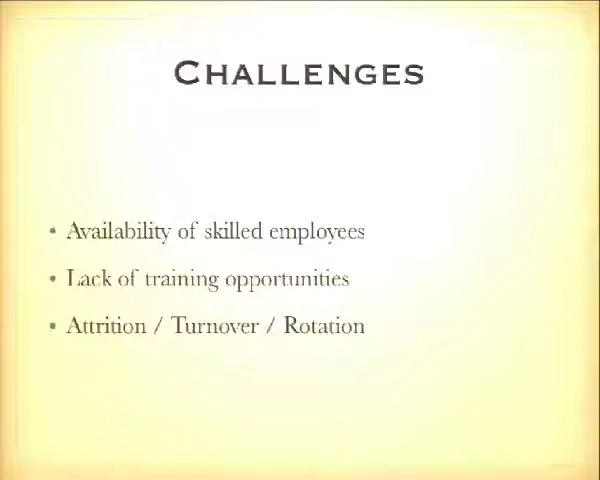 CHALLENGES
• Availability of skilled employees
• Lack of training opportunities
• Attrition / Turnover / Rotation